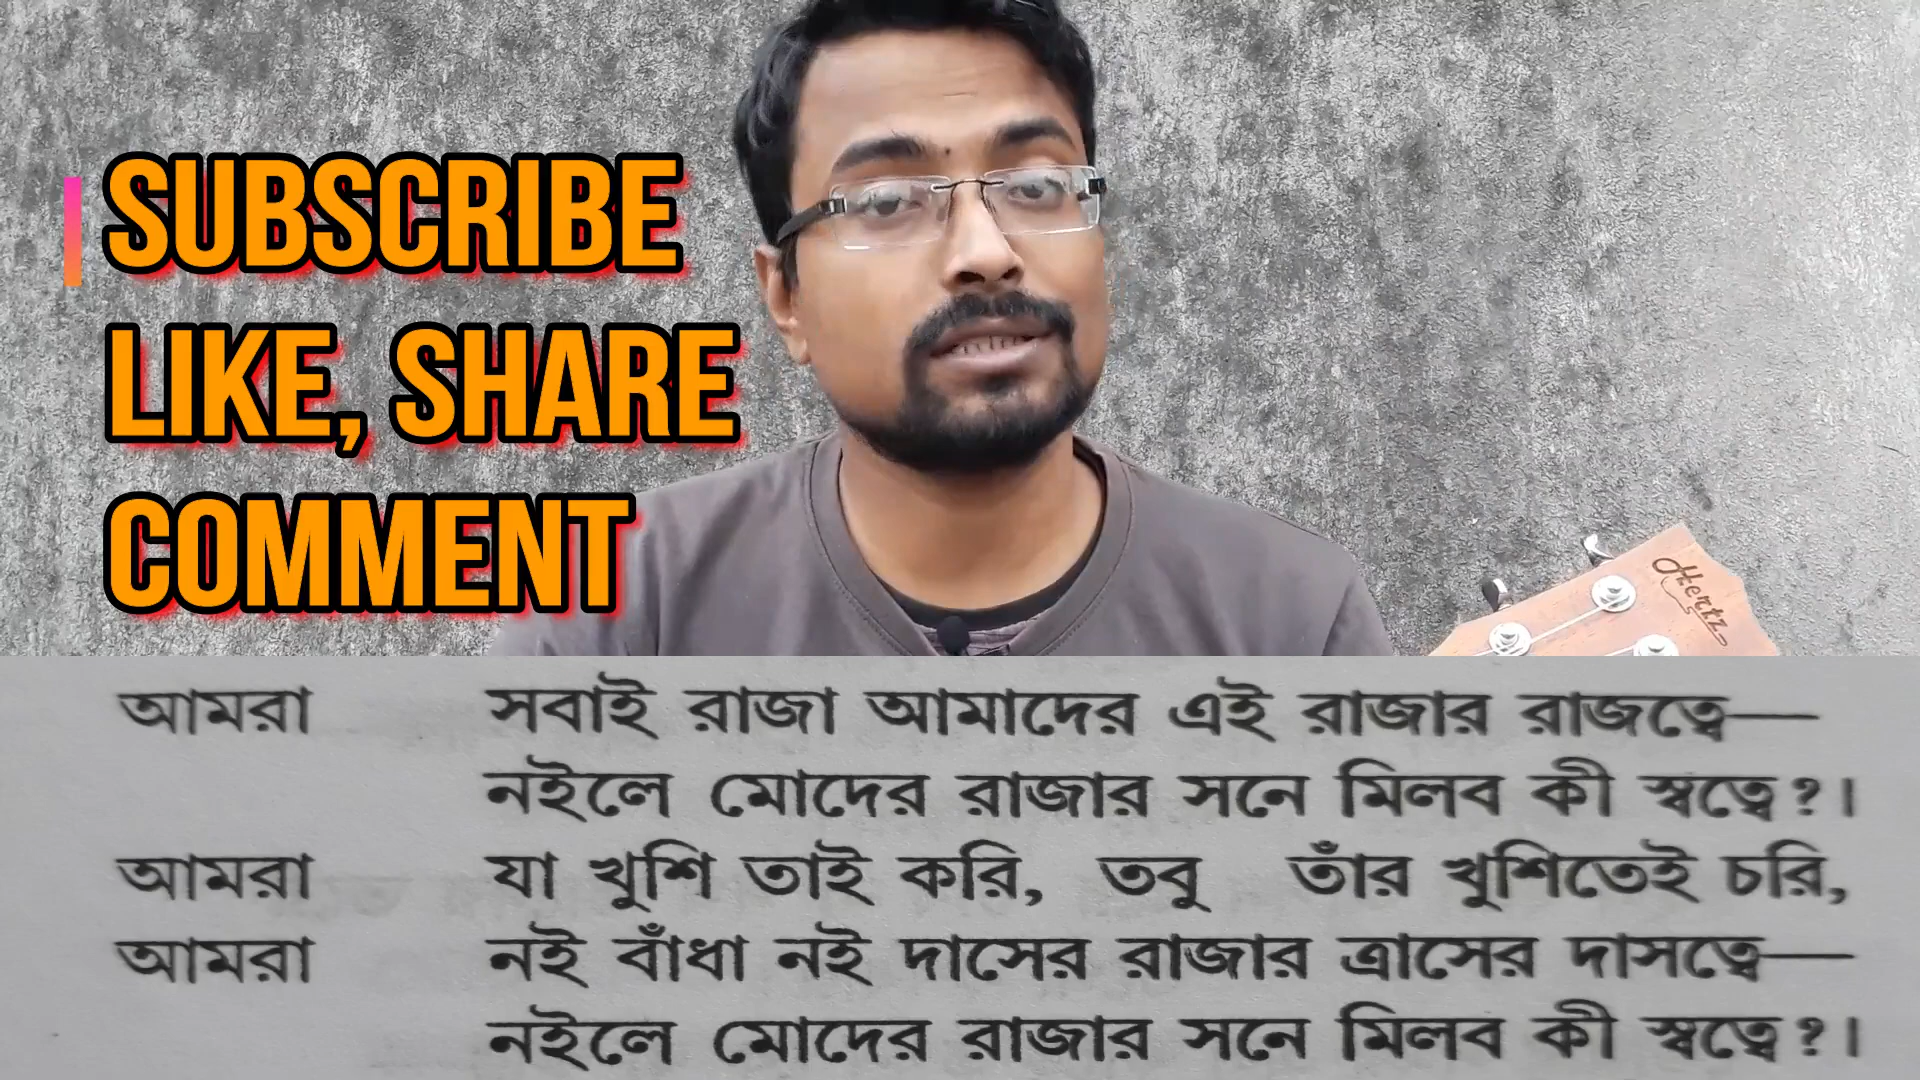 SUBSCRIBE
LIKE, SHARE
COMMENT
Hertz
আমরা সবাই রাজা আমাদের এই রাজার রাজত্বে—
নইলে মোদের রাজার সনে মিলব কী স্বত্বে?।
আমরা যা খুশি তাই করি, তবু তাঁর খুশিতেই চরি,
আমরা নই বাঁধা নই দাসের রাজার ত্রাসের দাসত্বে—
নইলে মোদের রাজার সনে মিলব কী স্বত্বে?।